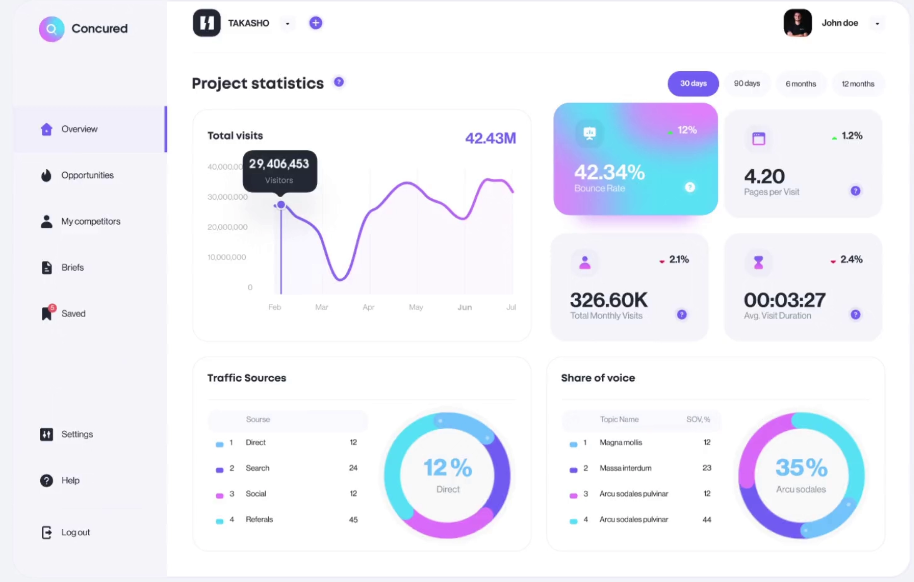 Concured
TAKASHO
John doe
Overview
Opportunities
My competitors
Briefs
Saved
Settings
Help
Log out
Project statistics ?
30 days
90 days
6 months
12 months
Total visits
42.43M
40,000,000
30,000,000
20,000,000
10,000,000
0
29,406,453
Visitors
Feb
Mar
Apr
May
Jun
Jul
12%
42.34%
Bounce Rate ?
1.2%
4.20
Pages per Visit ?
2.1%
326.60K
Total Monthly Visits ?
2.4%
00:03:27
Avg. Visit Duration ?
Traffic Sources
Sourse
1 Direct 12
2 Search 24
3 Social 12
4 Referals 45
12%
Direct
Share of voice
Topic Name SOV, %
1 Magna mollis 12
2 Massa interdum 23
3 Arcu sodales pulvinar 12
4 Arcu sodales pulvinar 44
35%
Arcu sodales